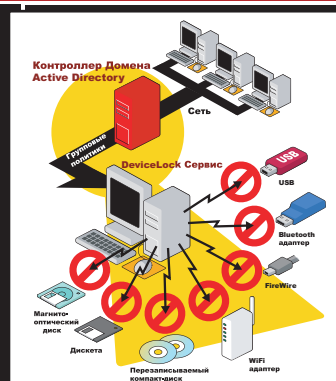 Контроллер Домена
Active Directory
Сеть
Групповые
политики
DeviceLock Сервис
USB
USB
Bluetooth
адаптер
FireWire
Магнито-
оптический
диск
Дискета
WiFi
адаптер
Перезаписываемый
компакт-диск